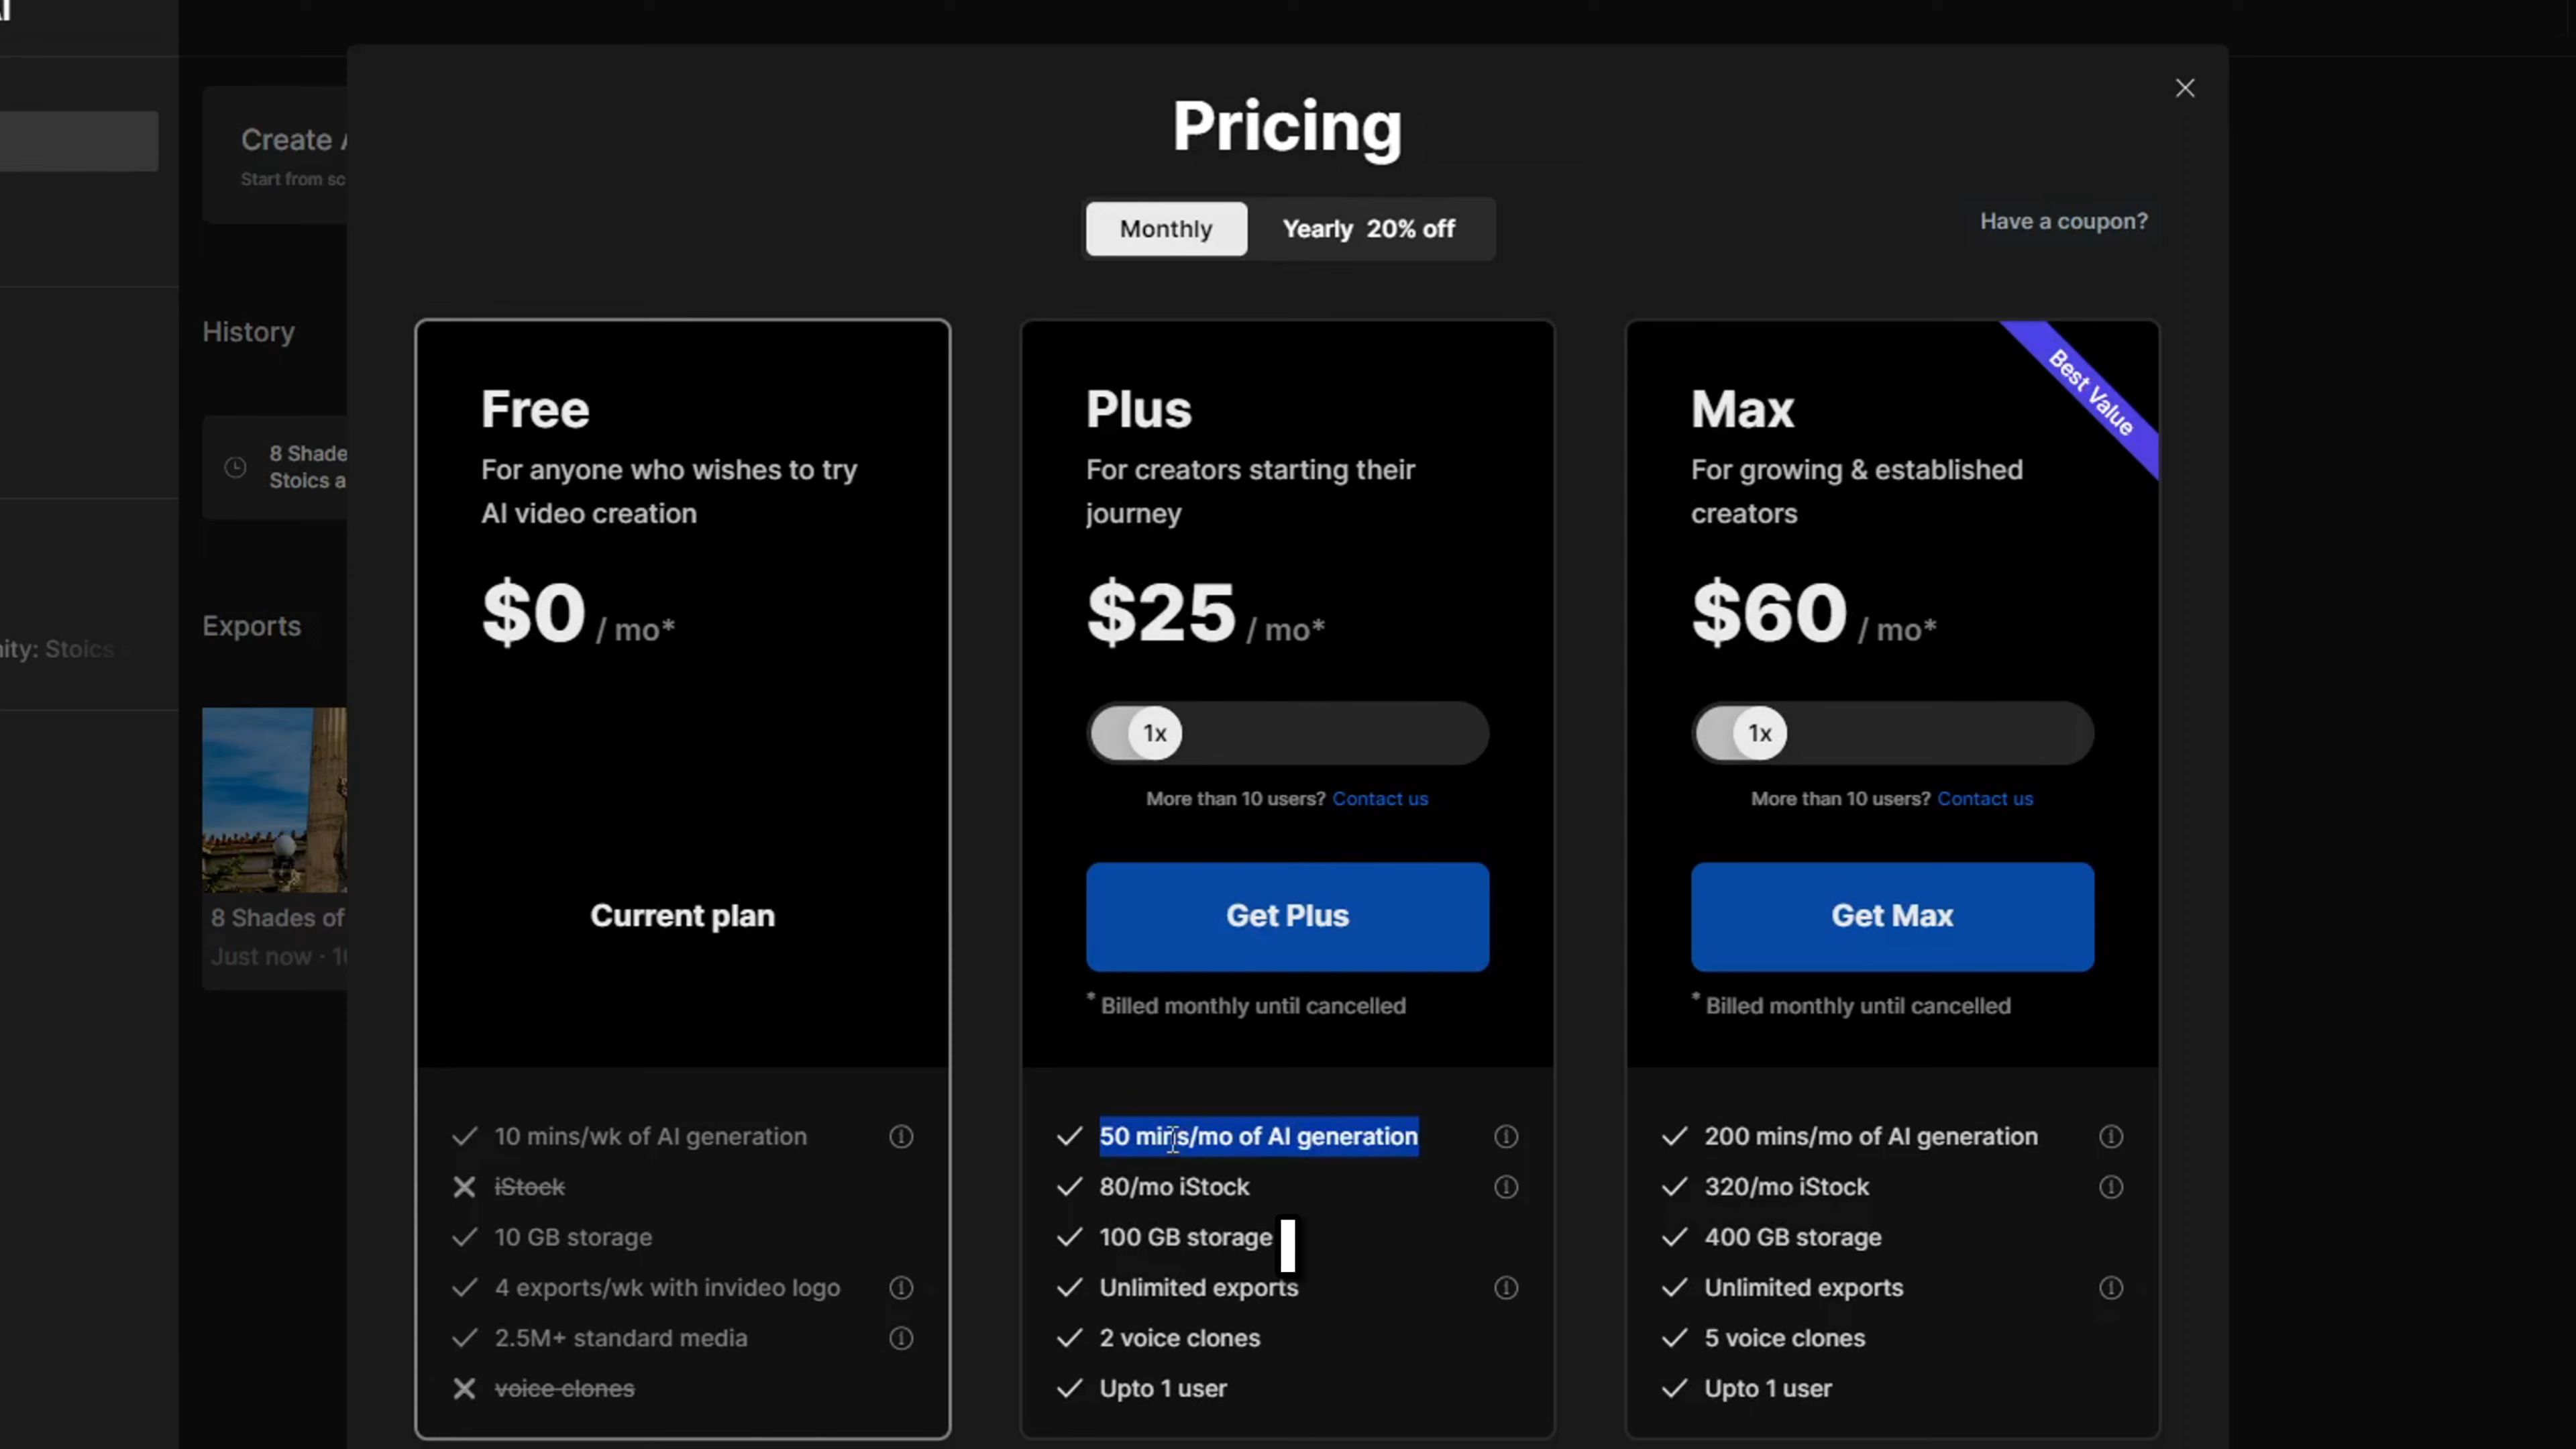 AI
Create A
Start from sc
History
8 Shade
Stoics a
nity: Stoics a
Exports
8 Shades of
Just now · 1
Pricing
Monthly
Yearly 20% off
Have a coupon?
Free
For anyone who wishes to try
AI video creation
$0 / mo*
Current plan
10 mins/wk of AI generation
iStock
10 GB storage
4 exports/wk with invideo logo
2.5M+ standard media
voice clones
Plus
For creators starting their
journey
$25 / mo*
1x
More than 10 users? Contact us
Get Plus
* Billed monthly until cancelled
50 mins/mo of AI generation
80/mo iStock
100 GB storage
Unlimited exports
2 voice clones
Upto 1 user
Best Value
Max
For growing & established
creators
$60 / mo*
1x
More than 10 users? Contact us
Get Max
* Billed monthly until cancelled
200 mins/mo of AI generation
320/mo iStock
400 GB storage
Unlimited exports
5 voice clones
Upto 1 user
I